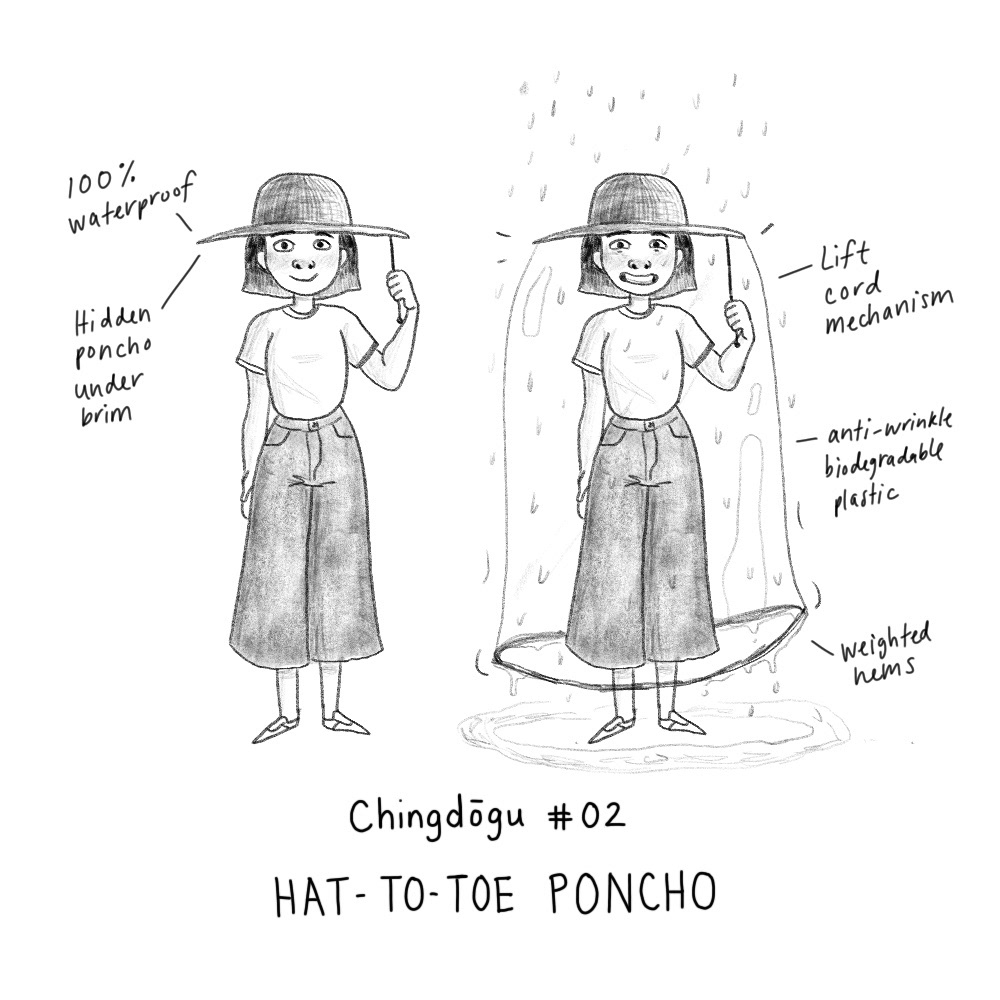 100%
waterproof
Hidden
poncho
under
brim
Lift
cord
mechanism
anti-wrinkle
biodegradable
plastic
weighted
hems
Chingdōgu #02
HAT-TO-TOE PONCHO